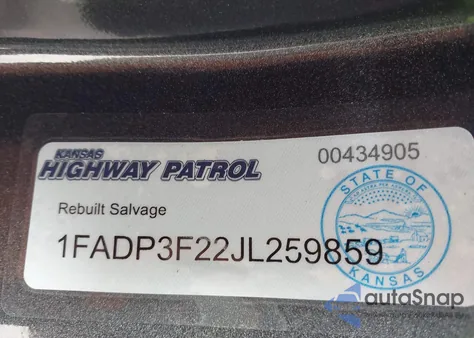 KANSAS
HIGHWAY PATROL
00434905
STATE OF
KANSAS
Rebuilt Salvage
1FADP3F22JL259859
autoSnap